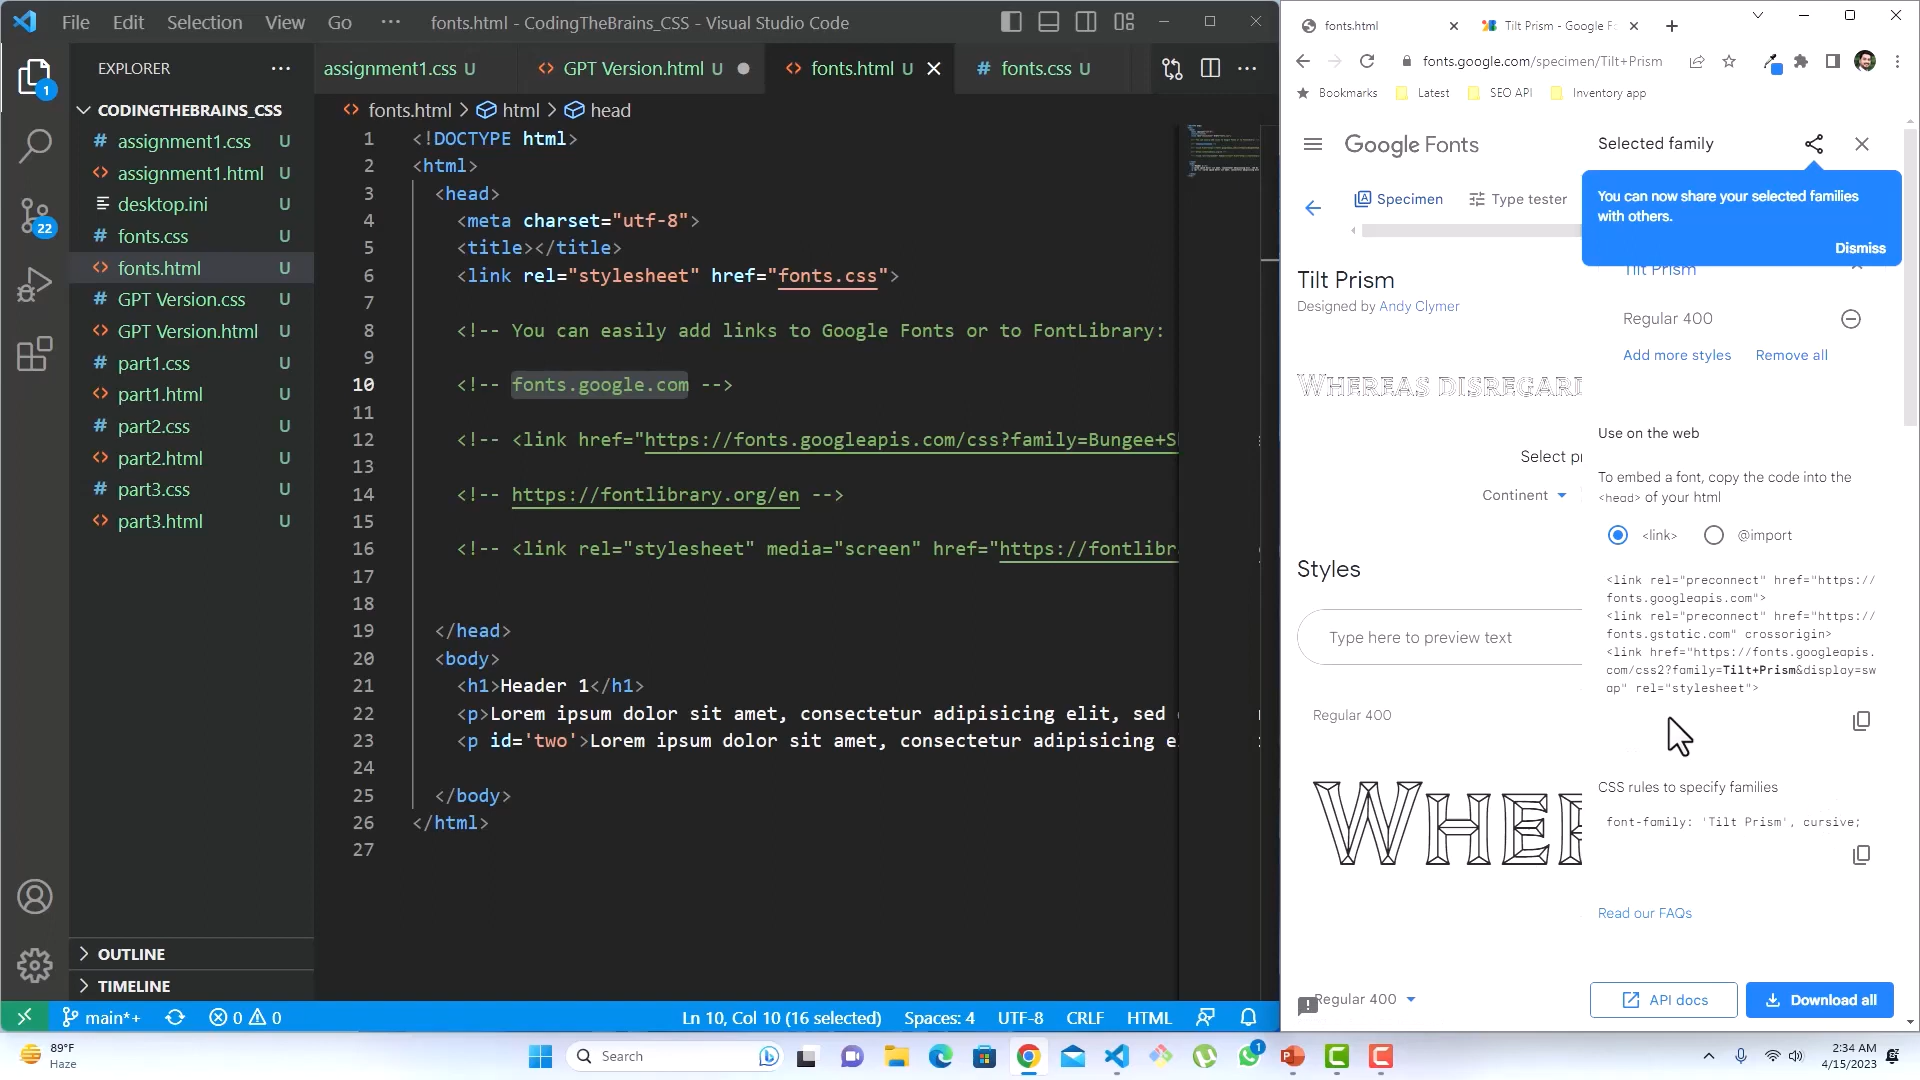 File Edit Selection View Go ··· fonts.html - CodingTheBrains_CSS - Visual Studio Code
EXPLORER ···
CODINGTHEBRAINS_CSS
# assignment1.css U
<> assignment1.html U
desktop.ini U
# fonts.css U
<> fonts.html U
# GPT Version.css U
<> GPT Version.html U
# part1.css U
<> part1.html U
# part2.css U
<> part2.html U
# part3.css U
<> part3.html U
OUTLINE
TIMELINE
1
22
assignment1.css U <> GPT Version.html U <> fonts.html U # fonts.css U
<> fonts.html > html > head
1 <!DOCTYPE html>
2 <html>
3 <head>
4 <meta charset="utf-8">
5 <title></title>
6 <link rel="stylesheet" href="fonts.css">
7
8 <!-- You can easily add links to Google Fonts or to FontLibrary:
9
10 <!-- fonts.google.com -->
11
12 <!-- <link href="https://fonts.googleapis.com/css?family=Bungee+S
13
14 <!-- https://fontlibrary.org/en -->
15
16 <!-- <link rel="stylesheet" media="screen" href="https://fontlibr
17
18
19 </head>
20 <body>
21 <h1>Header 1</h1>
22 <p>Lorem ipsum dolor sit amet, consectetur adipisicing elit, sed
23 <p id='two'>Lorem ipsum dolor sit amet, consectetur adipisicing e
24
25 </body>
26 </html>
27
main*+ 0 0 Ln 10, Col 10 (16 selected) Spaces: 4 UTF-8 CRLF HTML
fonts.html Tilt Prism - Google Fo
fonts.google.com/specimen/Tilt+Prism
Bookmarks Latest SEO API Inventory app
Google Fonts
Specimen Type tester
Tilt Prism
Designed by Andy Clymer
WHEREAS DISREGARD
Select pr
Continent
Styles
Type here to preview text
Regular 400
WHER
Regular 400
Selected family
You can now share your selected families
with others.
Dismiss
Tilt Prism
Regular 400
Add more styles Remove all
Use on the web
To embed a font, copy the code into the
<head> of your html
<link> @import
<link rel="preconnect" href="https://
fonts.googleapis.com">
<link rel="preconnect" href="https://
fonts.gstatic.com" crossorigin>
<link href="https://fonts.googleapis.
com/css2?family=Tilt+Prism&display=sw
ap" rel="stylesheet">
CSS rules to specify families
font-family: 'Tilt Prism', cursive;
Read our FAQs
API docs Download all
89°F
Haze
Search
1
2:34 AM
4/15/2023